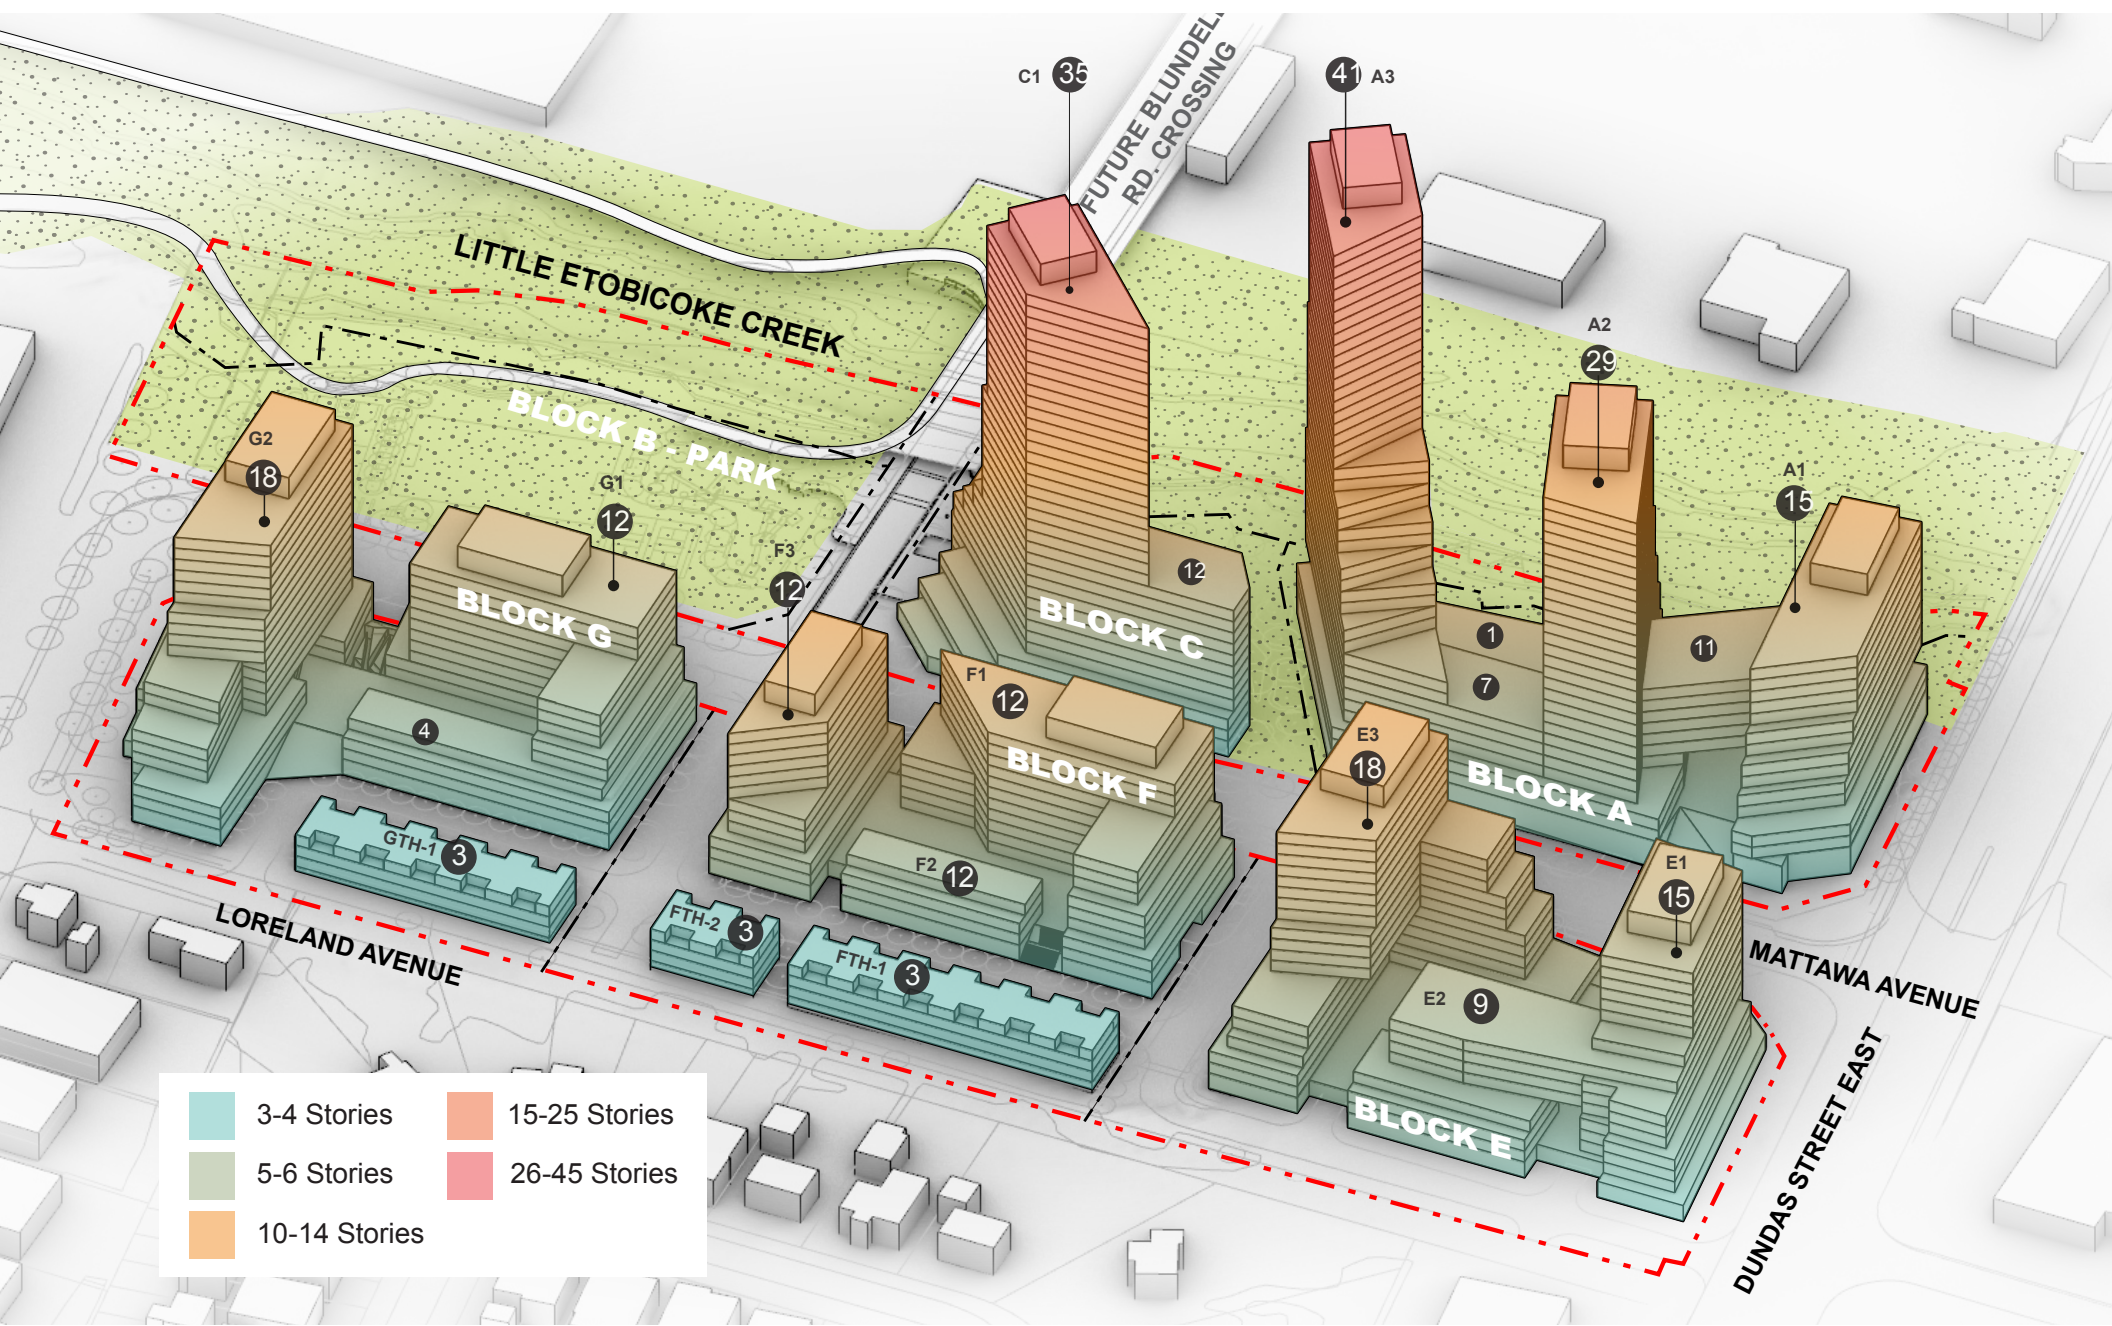 C1 35
41 A3
FUTURE BLUNDELL
RD. CROSSING
LITTLE ETOBICOKE CREEK
A2
29
BLOCK B - PARK
G2
18
G1
12
A1
15
F3
12
12
BLOCK G
BLOCK C
1
11
7
F1
12
4
BLOCK F
E3
18
BLOCK A
GTH-1 3
F2 12
E1
15
FTH-2 3
FTH-1 3
LORELAND AVENUE
MATTAWA AVENUE
E2 9
BLOCK E
DUNDAS STREET EAST
3-4 Stories
5-6 Stories
10-14 Stories
15-25 Stories
26-45 Stories